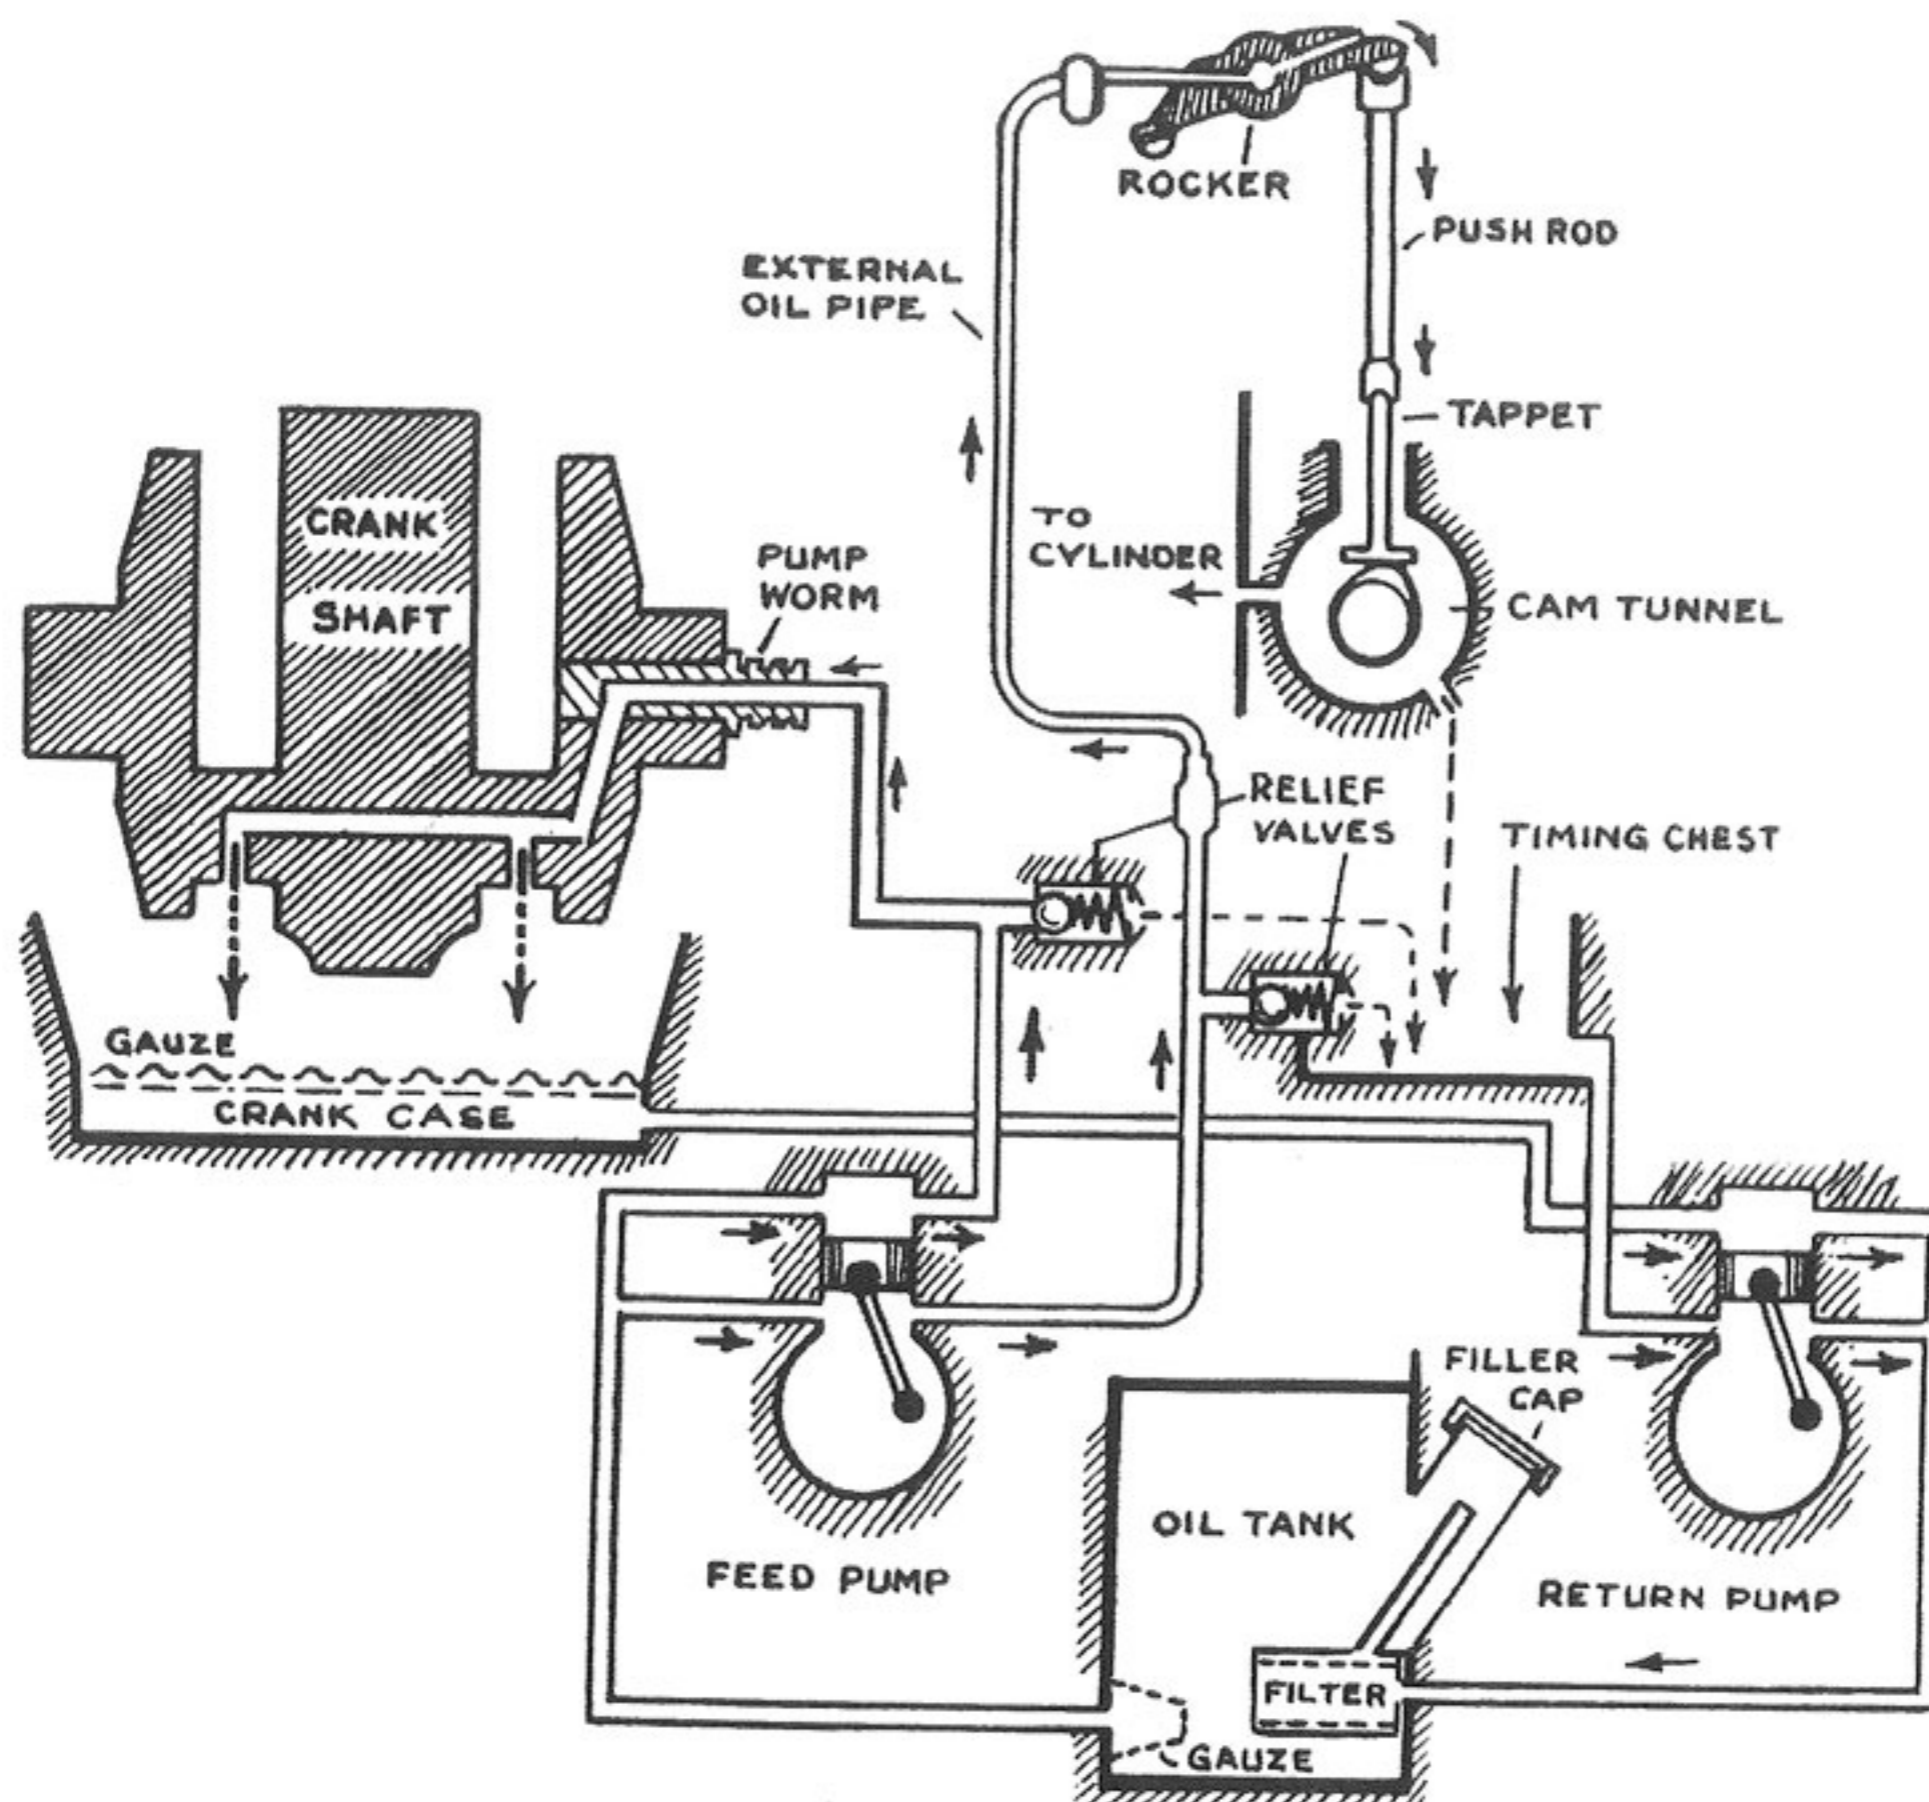 ROCKER
PUSH ROD
EXTERNAL
OIL PIPE
TAPPET
CRANK
SHAFT
PUMP
WORM
TO
CYLINDER
CAM TUNNEL
RELIEF
VALVES
TIMING CHEST
GAUZE
CRANK CASE
FILLER
CAP
OIL TANK
FEED PUMP
RETURN PUMP
FILTER
GAUZE